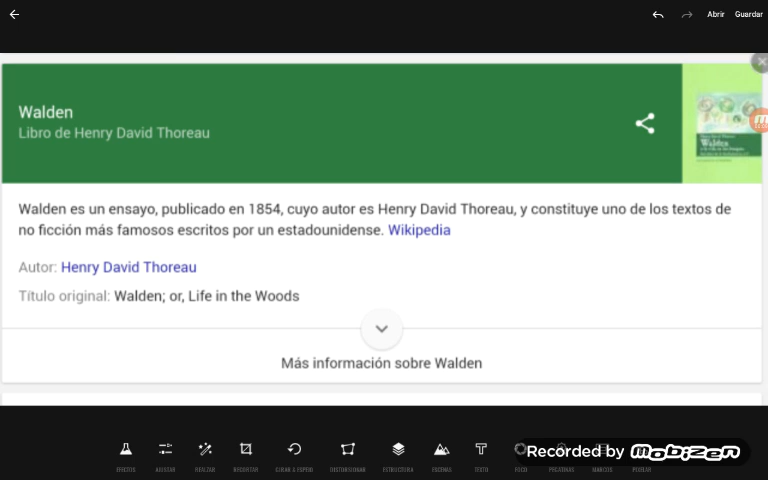 Abrir Guardar
Walden
Libro de Henry David Thoreau
Walden
Walden es un ensayo, publicado en 1854, cuyo autor es Henry David Thoreau, y constituye uno de los textos de
no ficción más famosos escritos por un estadounidense. Wikipedia
Autor: Henry David Thoreau
Título original: Walden; or, Life in the Woods
Más información sobre Walden
Recorded by mobizen
EFECTOS AJUSTAR REALZAR RECORTAR GIRAR & ESPEJO DISTORSIONAR ESTRUCTURA ESCENAS TEXTO FOCO PEGATINAS MARCOS PIXELAR